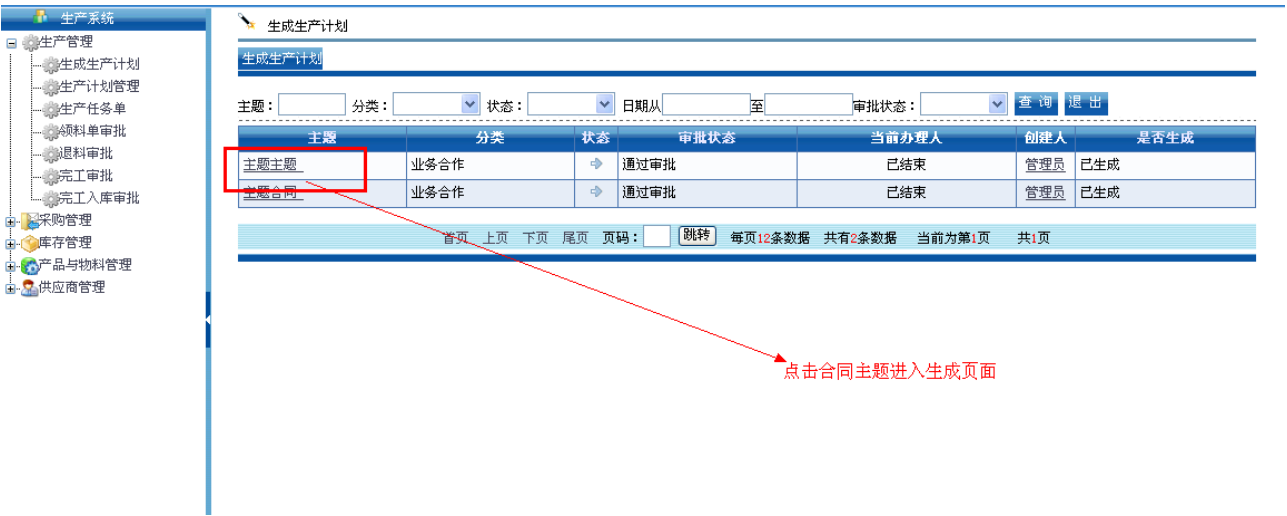 生产系统
生产管理
生成生产计划
生产计划管理
生产任务单
领料单审批
退料审批
完工审批
完工入库审批
采购管理
库存管理
产品与物料管理
供应商管理
生成生产计划
生成生产计划
主题： 分类： 状态： 日期从 至 审批状态： 查 询 退 出
主题 分类 状态 审批状态 当前办理人 创建人 是否生成
主题主题 业务合作 通过审批 已结束 管理员 已生成
主题合同 业务合作 通过审批 已结束 管理员 已生成
首页 上页 下页 尾页 页码： 跳转 每页12条数据 共有2条数据 当前为第1页 共1页
点击合同主题进入生成页面